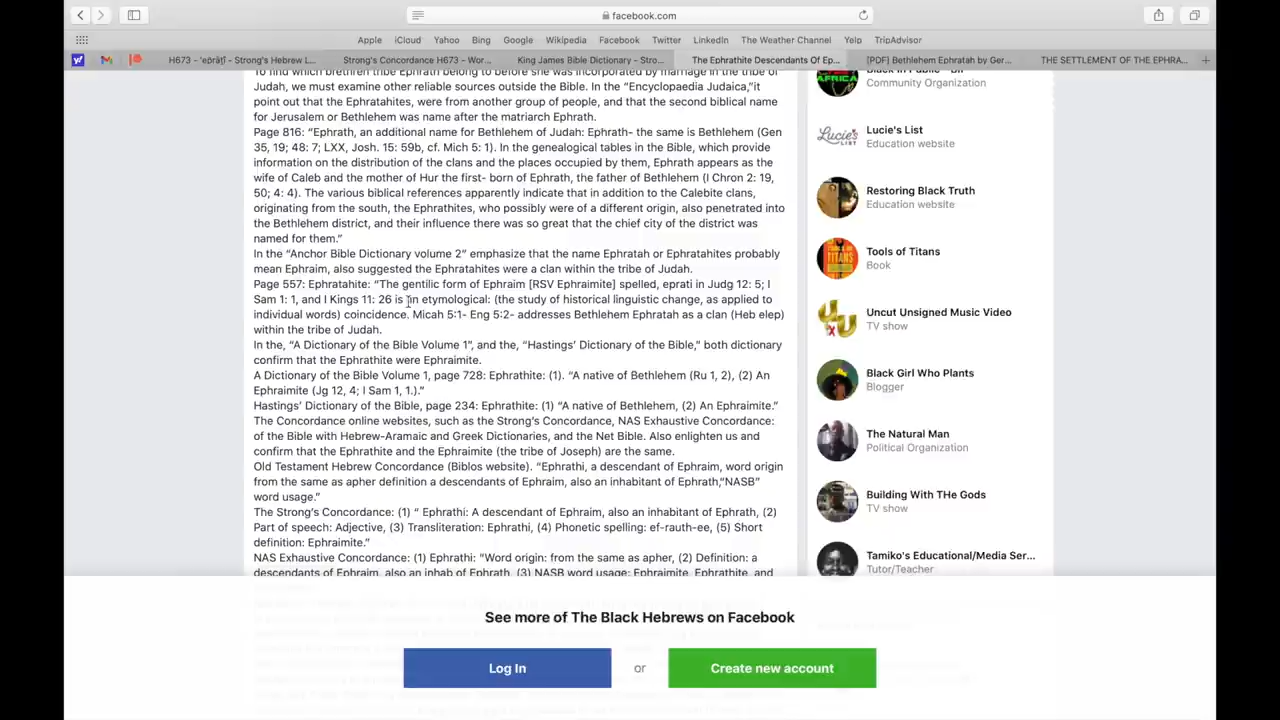 facebook.com
Apple iCloud Yahoo Bing Google Wikipedia Facebook Twitter LinkedIn The Weather Channel Yelp TripAdvisor
H673 - 'ep̄rāṯî - Strong's Hebrew L... Strong's Concordance H673 - Wor... King James Bible Dictionary - Stro... The Ephrathite Descendants Of Ep... [PDF] Bethlehem Ephratah by Ger... THE SETTLEMENT OF THE EPHRA...
To find which brethren tribe Ephrath belong to before she was incorporated by marriage in the tribe of
Judah, we must examine other reliable sources outside the Bible. In the "Encyclopaedia Judaica,"it
point out that the Ephratahites, were from another group of people, and that the second biblical name
for Jerusalem or Bethlehem was name after the matriarch Ephrath.
Page 816: "Ephrath, an additional name for Bethlehem of Judah: Ephrath- the same is Bethlehem (Gen
35, 19; 48: 7; LXX, Josh. 15: 59b, cf. Mich 5: 1). In the genealogical tables in the Bible, which provide
information on the distribution of the clans and the places occupied by them, Ephrath appears as the
wife of Caleb and the mother of Hur the first- born of Ephrath, the father of Bethlehem (I Chron 2: 19,
50; 4: 4). The various biblical references apparently indicate that in addition to the Calebite clans,
originating from the south, the Ephrathites, who possibly were of a different origin, also penetrated into
the Bethlehem district, and their influence there was so great that the chief city of the district was
named for them."
In the "Anchor Bible Dictionary volume 2" emphasize that the name Ephratah or Ephratahites probably
mean Ephraim, also suggested the Ephratahites were a clan within the tribe of Judah.
Page 557: Ephratahite: "The gentilic form of Ephraim [RSV Ephraimite] spelled, eprati in Judg 12: 5; I
Sam 1: 1, and I Kings 11: 26 is in etymological: (the study of historical linguistic change, as applied to
individual words) coincidence. Micah 5:1- Eng 5:2- addresses Bethlehem Ephratah as a clan (Heb elep)
within the tribe of Judah.
In the, "A Dictionary of the Bible Volume 1", and the, "Hastings' Dictionary of the Bible," both dictionary
confirm that the Ephrathite were Ephraimite.
A Dictionary of the Bible Volume 1, page 728: Ephrathite: (1). "A native of Bethlehem (Ru 1, 2), (2) An
Ephraimite (Jg 12, 4; I Sam 1, 1.)."
Hastings' Dictionary of the Bible, page 234: Ephrathite: (1) "A native of Bethlehem, (2) An Ephraimite."
The Concordance online websites, such as the Strong's Concordance, NAS Exhaustive Concordance:
of the Bible with Hebrew-Aramaic and Greek Dictionaries, and the Net Bible. Also enlighten us and
confirm that the Ephrathite and the Ephraimite (the tribe of Joseph) are the same.
Old Testament Hebrew Concordance (Biblos website). "Ephrathi, a descendant of Ephraim, word origin
from the same as apher definition a descendants of Ephraim, also an inhabitant of Ephrath,"NASB"
word usage."
The Strong's Concordance: (1) " Ephrathi: A descendant of Ephraim, also an inhabitant of Ephrath, (2)
Part of speech: Adjective, (3) Transliteration: Ephrathi, (4) Phonetic spelling: ef-rauth-ee, (5) Short
definition: Ephraimite."
NAS Exhaustive Concordance: (1) Ephrathi: "Word origin: from the same as apher, (2) Definition: a
descendants of Ephraim, also an inhab of Ephrath, (3) NASB word usage: Ephraimite, Ephrathite, and
AFRICA
Community Organization
Lucie's LIST
Lucie's List
Education website
Restoring Black Truth
Education website
TOOLS OF TITANS
Tools of Titans
Book
Uncut Unsigned Music Video
TV show
Black Girl Who Plants
Blogger
The Natural Man
Political Organization
Building With THe Gods
TV show
Tamiko's Educational/Media Ser...
Tutor/Teacher
See more of The Black Hebrews on Facebook
Log In or Create new account